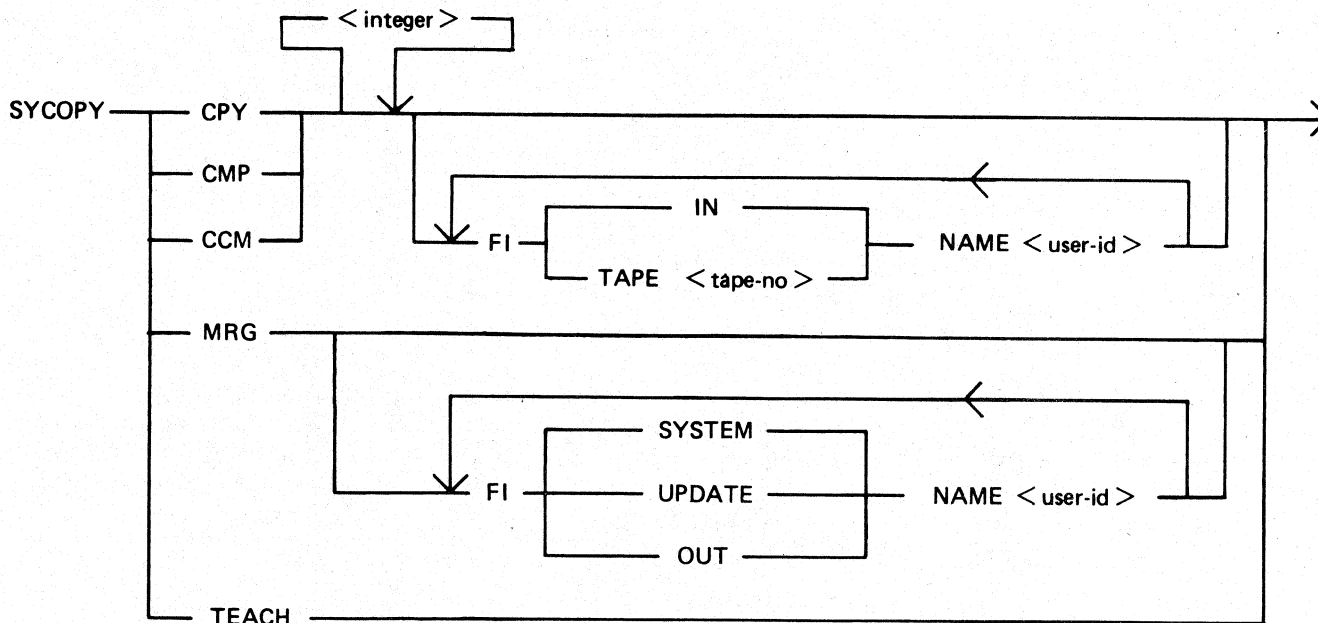 < integer >
SYCOPY CPY
CMP
CCM
IN
FI NAME < user-id >
TAPE < tape-no >
MRG
SYSTEM
FI UPDATE NAME < user-id >
OUT
TEACH